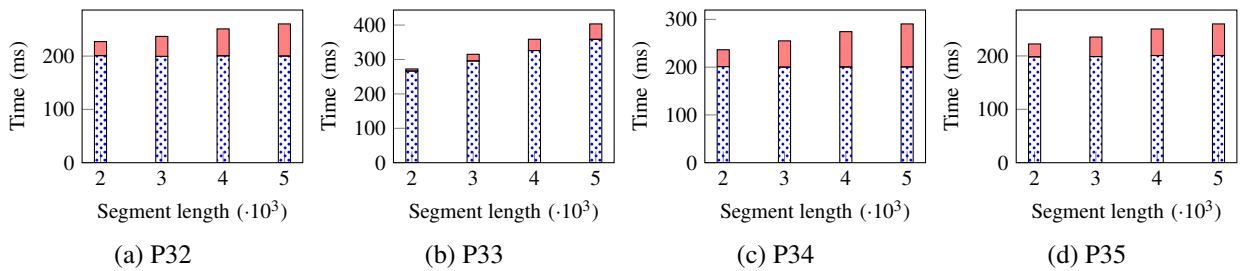 Time (ms)
200
100
0
2 3 4 5
Segment length (·10³)
(a) P32
Time (ms)
400
300
200
100
0
2 3 4 5
Segment length (·10³)
(b) P33
Time (ms)
300
200
100
0
2 3 4 5
Segment length (·10³)
(c) P34
Time (ms)
200
100
0
2 3 4 5
Segment length (·10³)
(d) P35